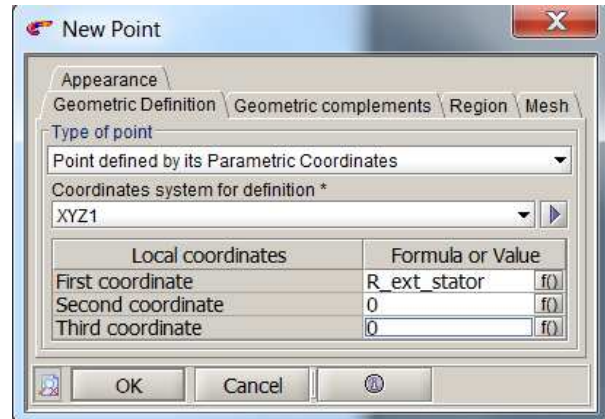 New Point
Appearance
Geometric Definition Geometric complements Region Mesh
Type of point
Point defined by its Parametric Coordinates
Coordinates system for definition *
XYZ1
Local coordinates Formula or Value
First coordinate R_ext_stator f()
Second coordinate 0 f()
Third coordinate 0 f()
OK Cancel